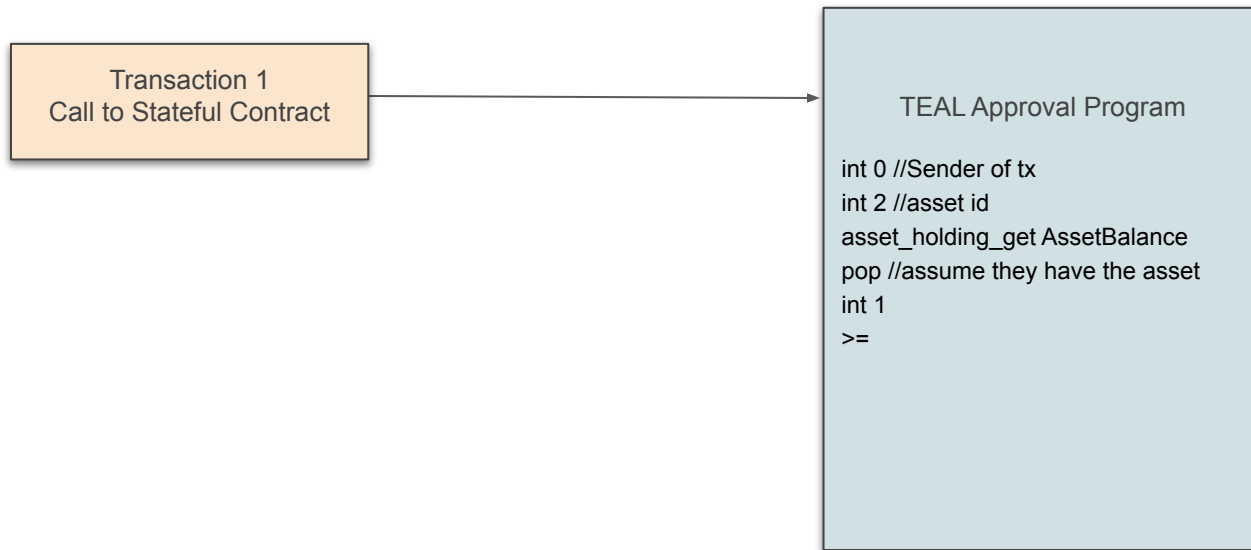 Transaction 1
Call to Stateful Contract
TEAL Approval Program
int 0 //Sender of tx
int 2 //asset id
asset_holding_get AssetBalance
pop //assume they have the asset
int 1
>=